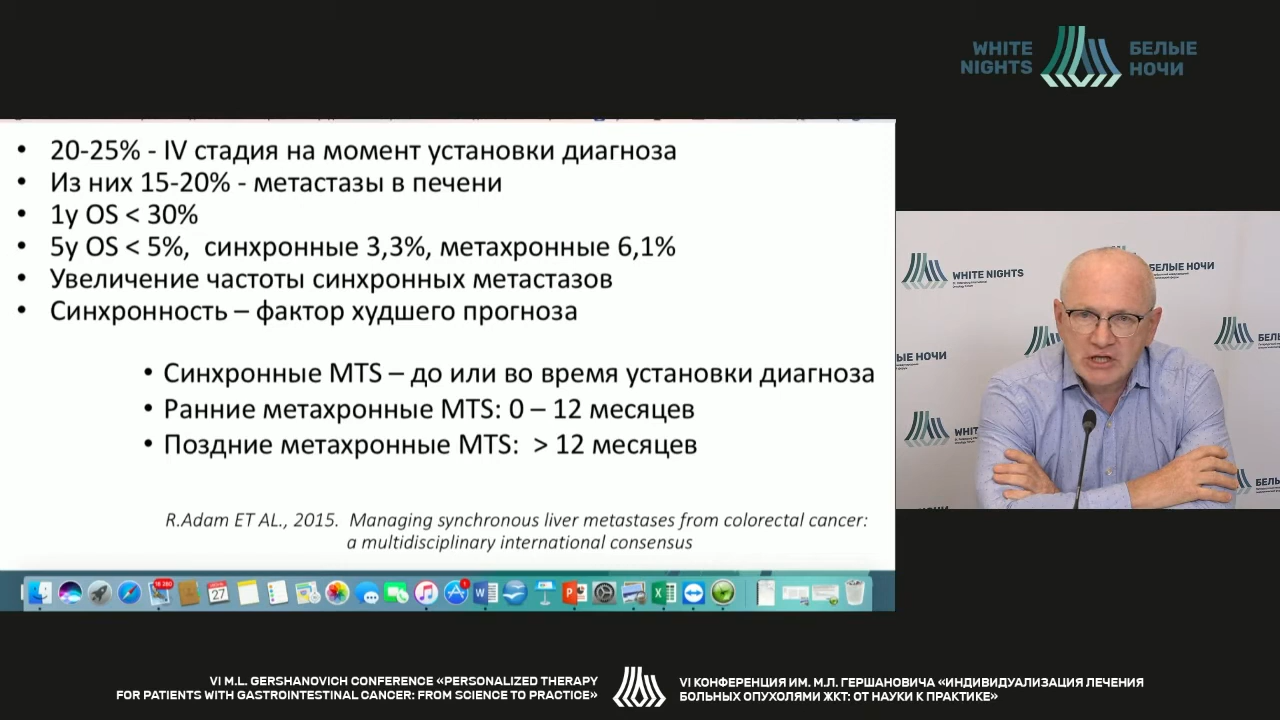 WHITE
NIGHTS
БЕЛЫЕ
НОЧИ
• 20-25% - IV стадия на момент установки диагноза
• Из них 15-20% - метастазы в печени
• 1y OS < 30%
• 5y OS < 5%, синхронные 3,3%, метахронные 6,1%
• Увеличение частоты синхронных метастазов
• Синхронность – фактор худшего прогноза
• Синхронные MTS – до или во время установки диагноза
• Ранние метахронные MTS: 0 – 12 месяцев
• Поздние метахронные MTS: > 12 месяцев
R.Adam ET AL., 2015. Managing synchronous liver metastases from colorectal cancer:
a multidisciplinary international consensus
27
WHITE NIGHTS
БЕЛЫЕ НОЧИ
ЫЕ НОЧИ
VI M.L. GERSHANOVICH CONFERENCE «PERSONALIZED THERAPY
FOR PATIENTS WITH GASTROINTESTINAL CANCER: FROM SCIENCE TO PRACTICE»
VI КОНФЕРЕНЦИЯ ИМ. М.Л. ГЕРШАНОВИЧА «ИНДИВИДУАЛИЗАЦИЯ ЛЕЧЕНИЯ
БОЛЬНЫХ ОПУХОЛЯМИ ЖКТ: ОТ НАУКИ К ПРАКТИКЕ»